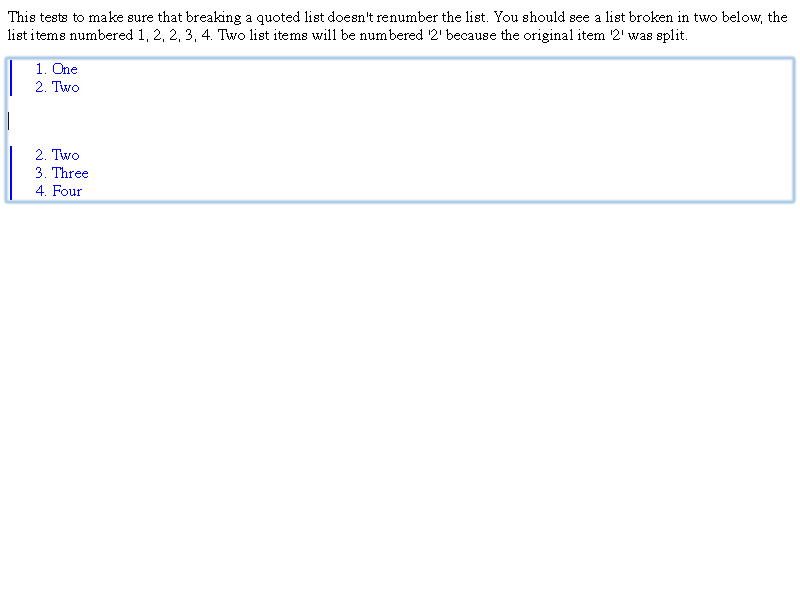 This tests to make sure that breaking a quoted list doesn't renumber the list. You should see a list broken in two below, the
list items numbered 1, 2, 2, 3, 4. Two list items will be numbered '2' because the original item '2' was split.
1. One
2. Two
2. Two
3. Three
4. Four